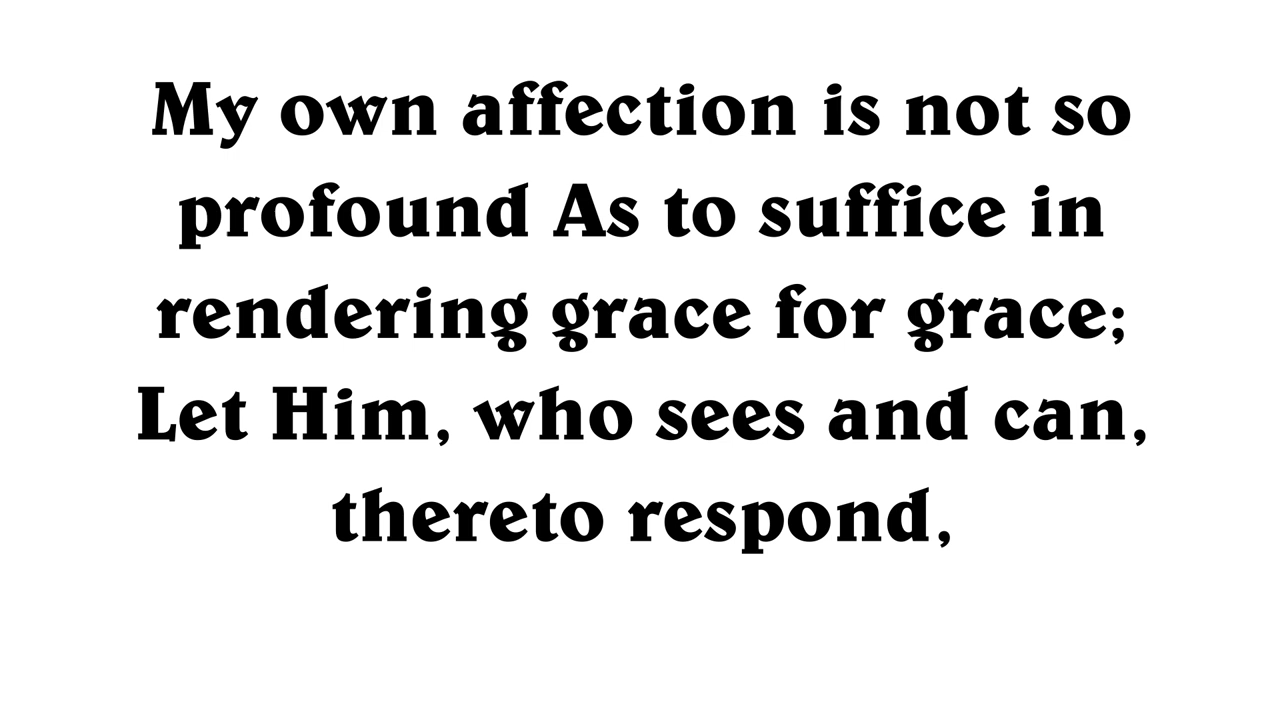 My own affection is not so
profound As to suffice in
rendering grace for grace;
Let Him, who sees and can,
thereto respond,